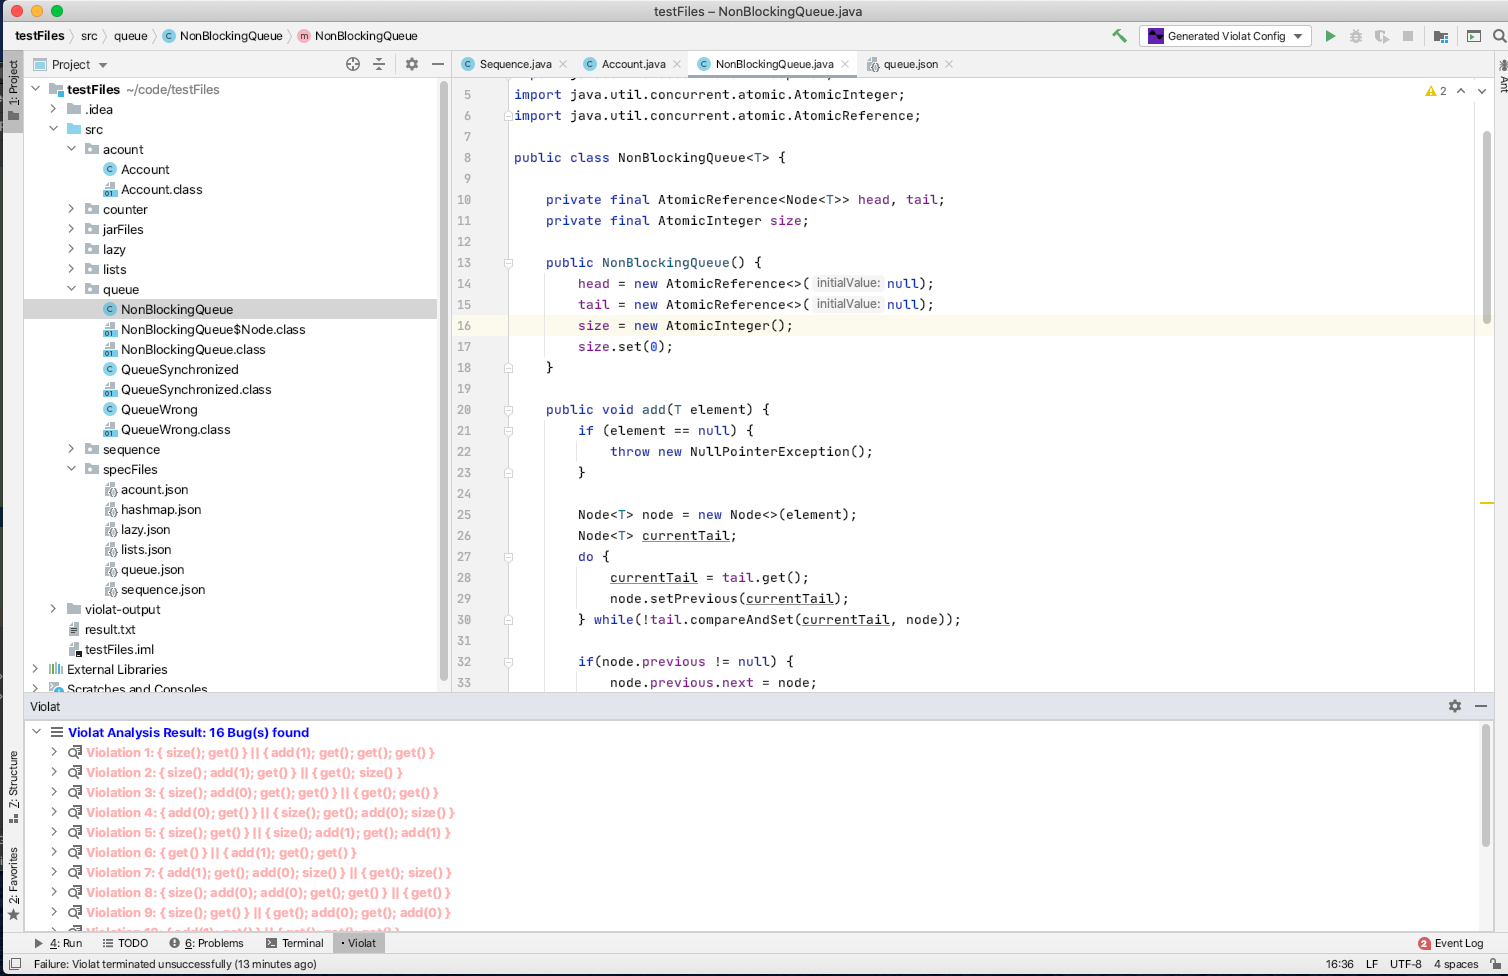 testFiles – NonBlockingQueue.java
testFiles src queue NonBlockingQueue NonBlockingQueue Generated Violat Config
Project Sequence.java Account.java NonBlockingQueue.java queue.json
1: Project
Ant
testFiles ~/code/testFiles
.idea
src
acount
Account
Account.class
counter
jarFiles
lazy
lists
queue
NonBlockingQueue
NonBlockingQueue$Node.class
NonBlockingQueue.class
QueueSynchronized
QueueSynchronized.class
QueueWrong
QueueWrong.class
sequence
specFiles
acount.json
hashmap.json
lazy.json
lists.json
queue.json
sequence.json
violat-output
result.txt
testFiles.iml
External Libraries
Scratches and Consoles
2
5 import java.util.concurrent.atomic.AtomicInteger;
6 import java.util.concurrent.atomic.AtomicReference;
7
8 public class NonBlockingQueue<T> {
9
10 private final AtomicReference<Node<T>> head, tail;
11 private final AtomicInteger size;
12
13 public NonBlockingQueue() {
14 head = new AtomicReference<>( initialValue: null);
15 tail = new AtomicReference<>( initialValue: null);
16 size = new AtomicInteger();
17 size.set(0);
18 }
19
20 public void add(T element) {
21 if (element == null) {
22 throw new NullPointerException();
23 }
24
25 Node<T> node = new Node<>(element);
26 Node<T> currentTail;
27 do {
28 currentTail = tail.get();
29 node.setPrevious(currentTail);
30 } while(!tail.compareAndSet(currentTail, node));
31
32 if(node.previous != null) {
33 node.previous.next = node;
Violat
Violat Analysis Result: 16 Bug(s) found
Violation 1: { size(); get() } || { add(1); get(); get(); get() }
Violation 2: { size(); add(1); get() } || { get(); size() }
Violation 3: { size(); add(0); get(); get() } || { get(); get() }
Violation 4: { add(0); get() } || { size(); get(); add(0); size() }
Violation 5: { size(); get() } || { size(); add(1); get(); add(1) }
Violation 6: { get() } || { add(1); get(); get() }
Violation 7: { add(1); get(); add(0); size() } || { get(); size() }
Violation 8: { size(); add(0); add(0); get(); get() } || { get() }
Violation 9: { size(); get() } || { get(); add(0); get(); add(0) }
Z: Structure
2: Favorites
4: Run TODO 6: Problems Terminal Violat 2 Event Log
Failure: Violat terminated unsuccessfully (13 minutes ago) 16:36 LF UTF-8 4 spaces